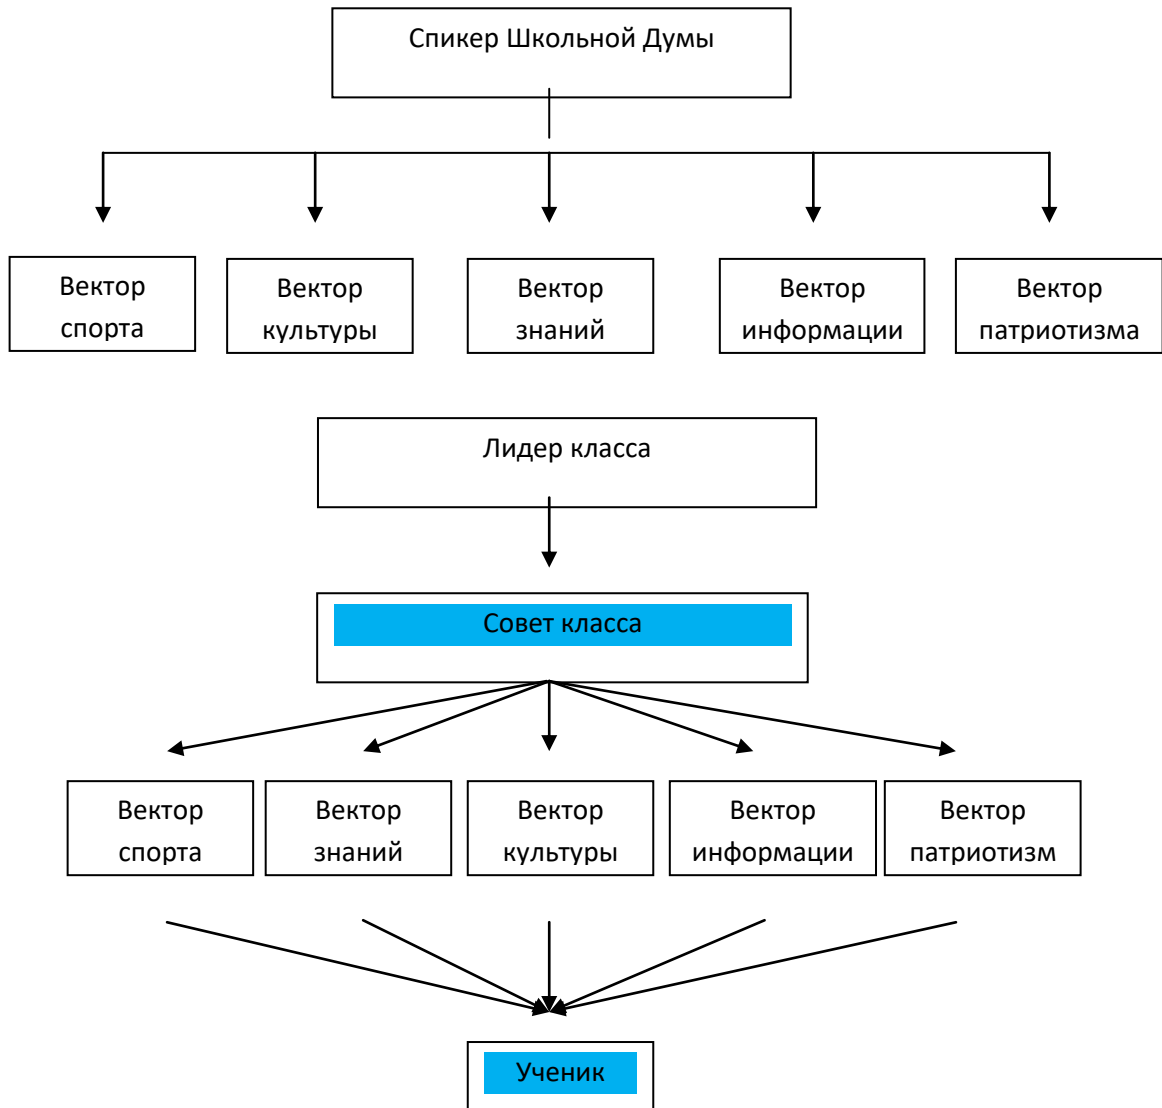 Спикер Школьной Думы
Вектор
спорта
Вектор
культуры
Вектор
знаний
Вектор
информации
Вектор
патриотизма
Лидер класса
Совет класса
Вектор
спорта
Вектор
знаний
Вектор
культуры
Вектор
информации
Вектор
патриотизм
Ученик